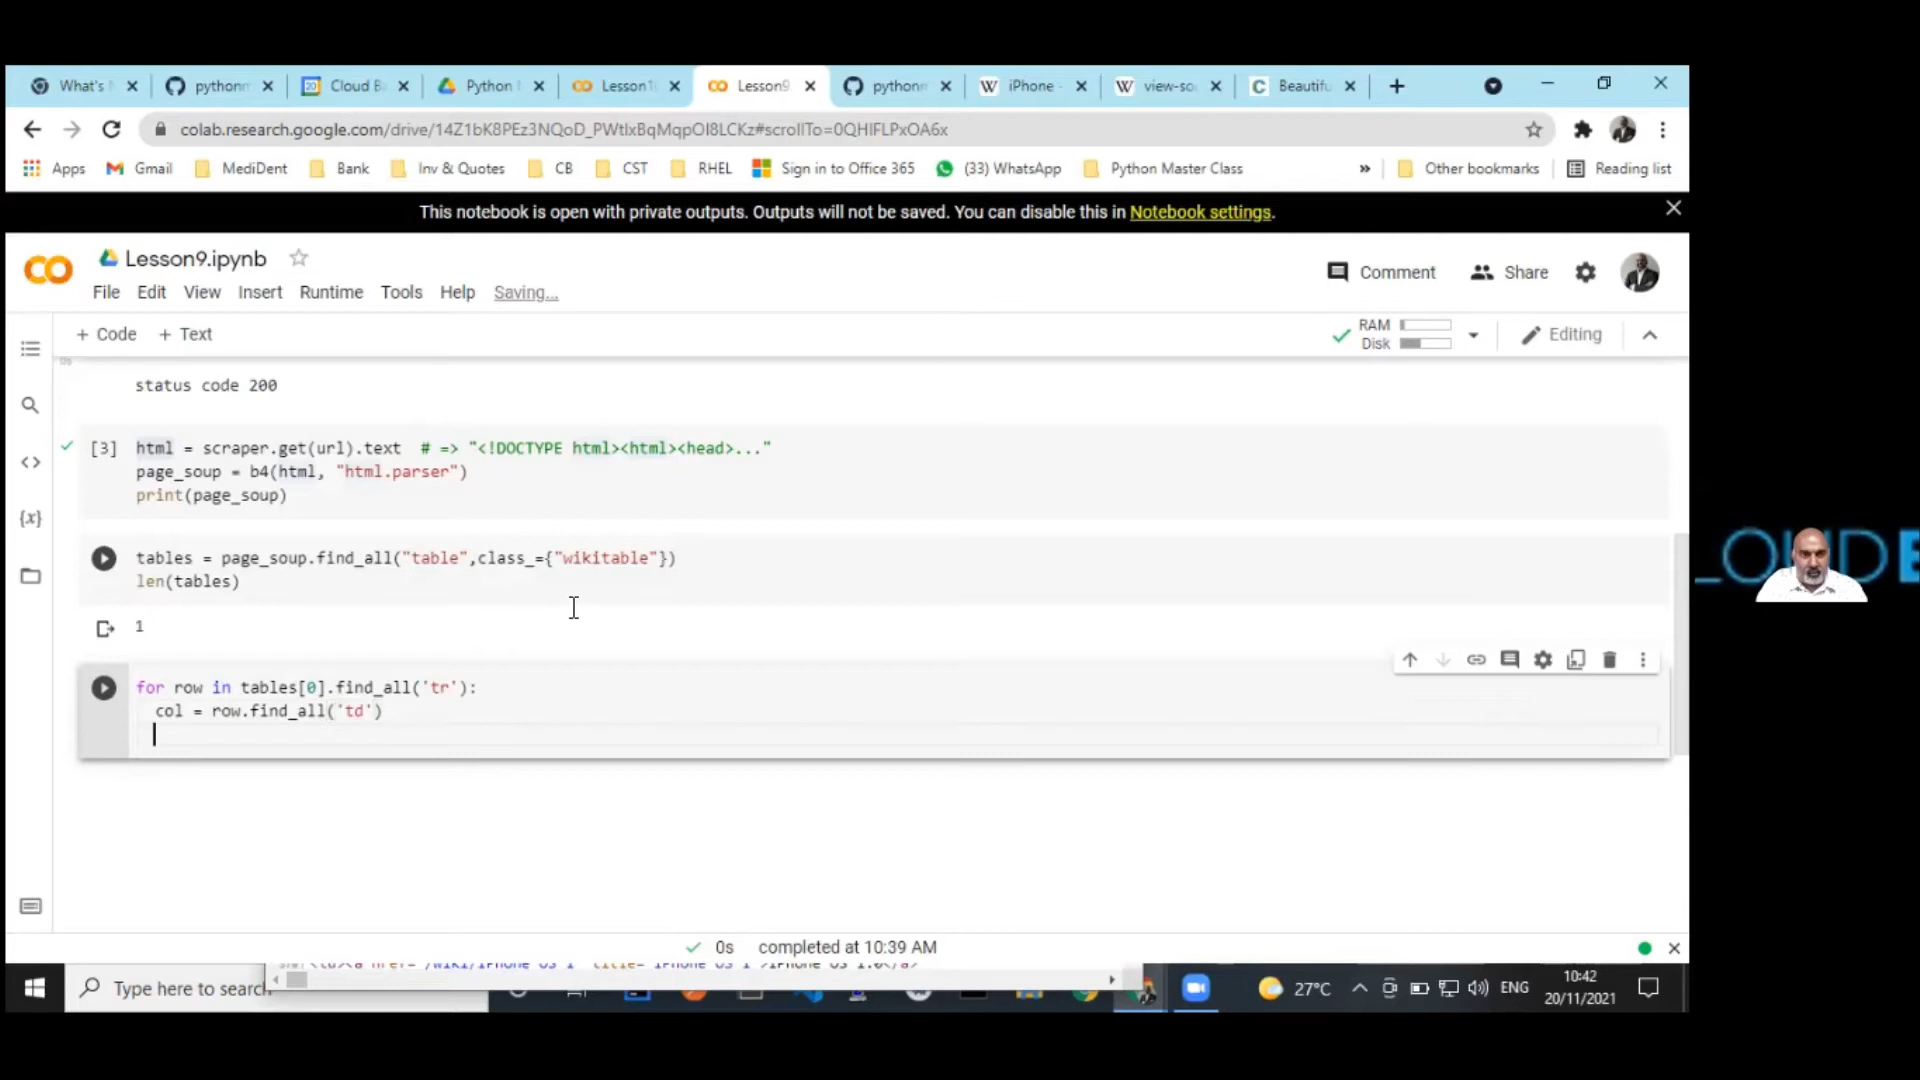 What's
pythonm
Cloud Ba
Python
Lesson1
Lesson9
pythonm
iPhone -
view-so
Beautifu
colab.research.google.com/drive/14Z1bK8PEz3NQoD_PWtlxBqMqpOI8LCKz#scrollTo=0QHIFLPxOA6x
Apps
Gmail
MediDent
Bank
Inv & Quotes
CB
CST
RHEL
Sign in to Office 365
(33) WhatsApp
Python Master Class
»
Other bookmarks
Reading list
This notebook is open with private outputs. Outputs will not be saved. You can disable this in Notebook settings.
CO
Lesson9.ipynb
Comment
Share
File Edit View Insert Runtime Tools Help Saving...
+ Code + Text
RAM
Disk
Editing
0s
status code 200
[3] html = scraper.get(url).text # => "<!DOCTYPE html><html><head>..."
page_soup = b4(html, "html.parser")
print(page_soup)
tables = page_soup.find_all("table",class_={"wikitable"})
len(tables)
1
for row in tables[0].find_all('tr'):
col = row.find_all('td')
0s completed at 10:39 AM
Type here to search
27°C
ENG
10:42
20/11/2021